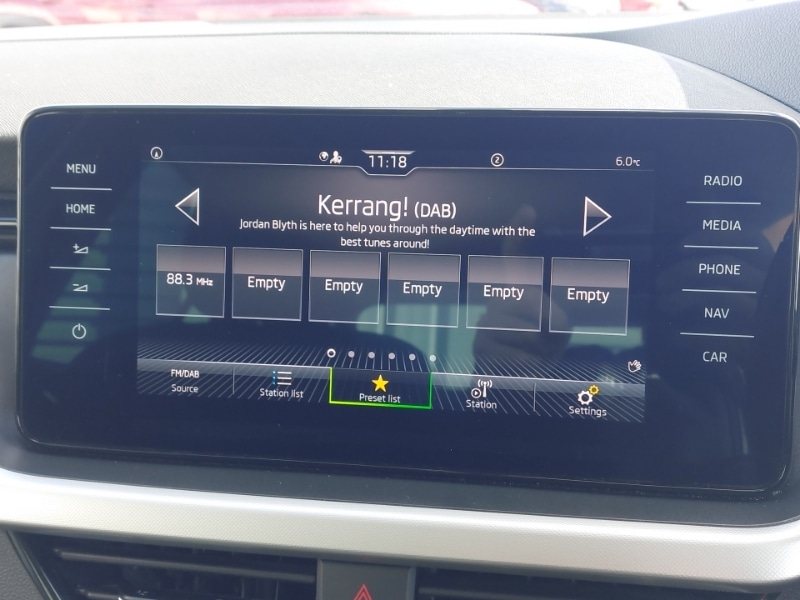 11:18
2
6.0°C
MENU
HOME
RADIO
MEDIA
PHONE
NAV
CAR
Kerrang! (DAB)
Jordan Blyth is here to help you through the daytime with the
best tunes around!
88.3 MHz
Empty
Empty
Empty
Empty
Empty
FM/DAB
Source
Station list
Preset list
Station
Settings